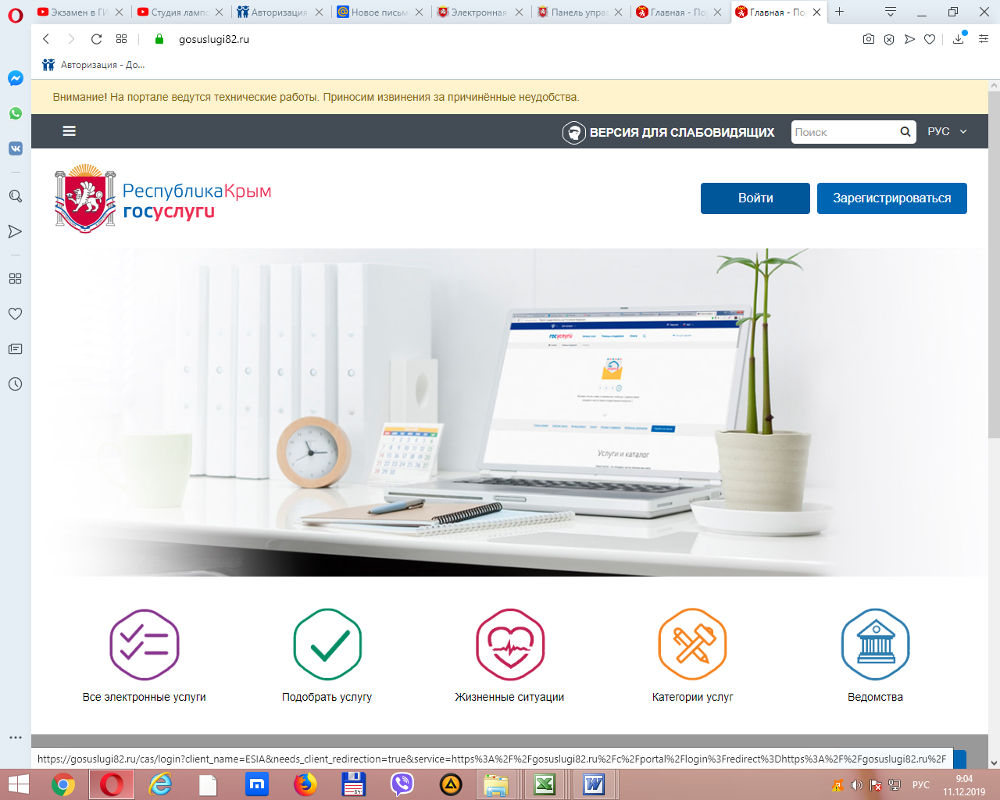 Экзамен в ГИ
Студия лампо
Авторизация
Новое письм
Электронная
Панель упра
Главная - По
Главная - По
gosuslugi82.ru
Авторизация - До...
Внимание! На портале ведутся технические работы. Приносим извинения за причинённые неудобства.
ВЕРСИЯ ДЛЯ СЛАБОВИДЯЩИХ
Поиск
РУС
РеспубликаКрым
госуслуги
Войти
Зарегистрироваться
госуслуги
Услуги и каталог
Все электронные услуги
Подобрать услугу
Жизненные ситуации
Категории услуг
Ведомства
https://gosuslugi82.ru/cas/login?client_name=ESIA&needs_client_redirection=true&service=https%3A%2F%2Fgosuslugi82.ru%2Fc%2Fportal%2Flogin%3Fredirect%3Dhttps%3A%2F%2Fgosuslugi82.ru%2F
64
РУС
9:04
11.12.2019